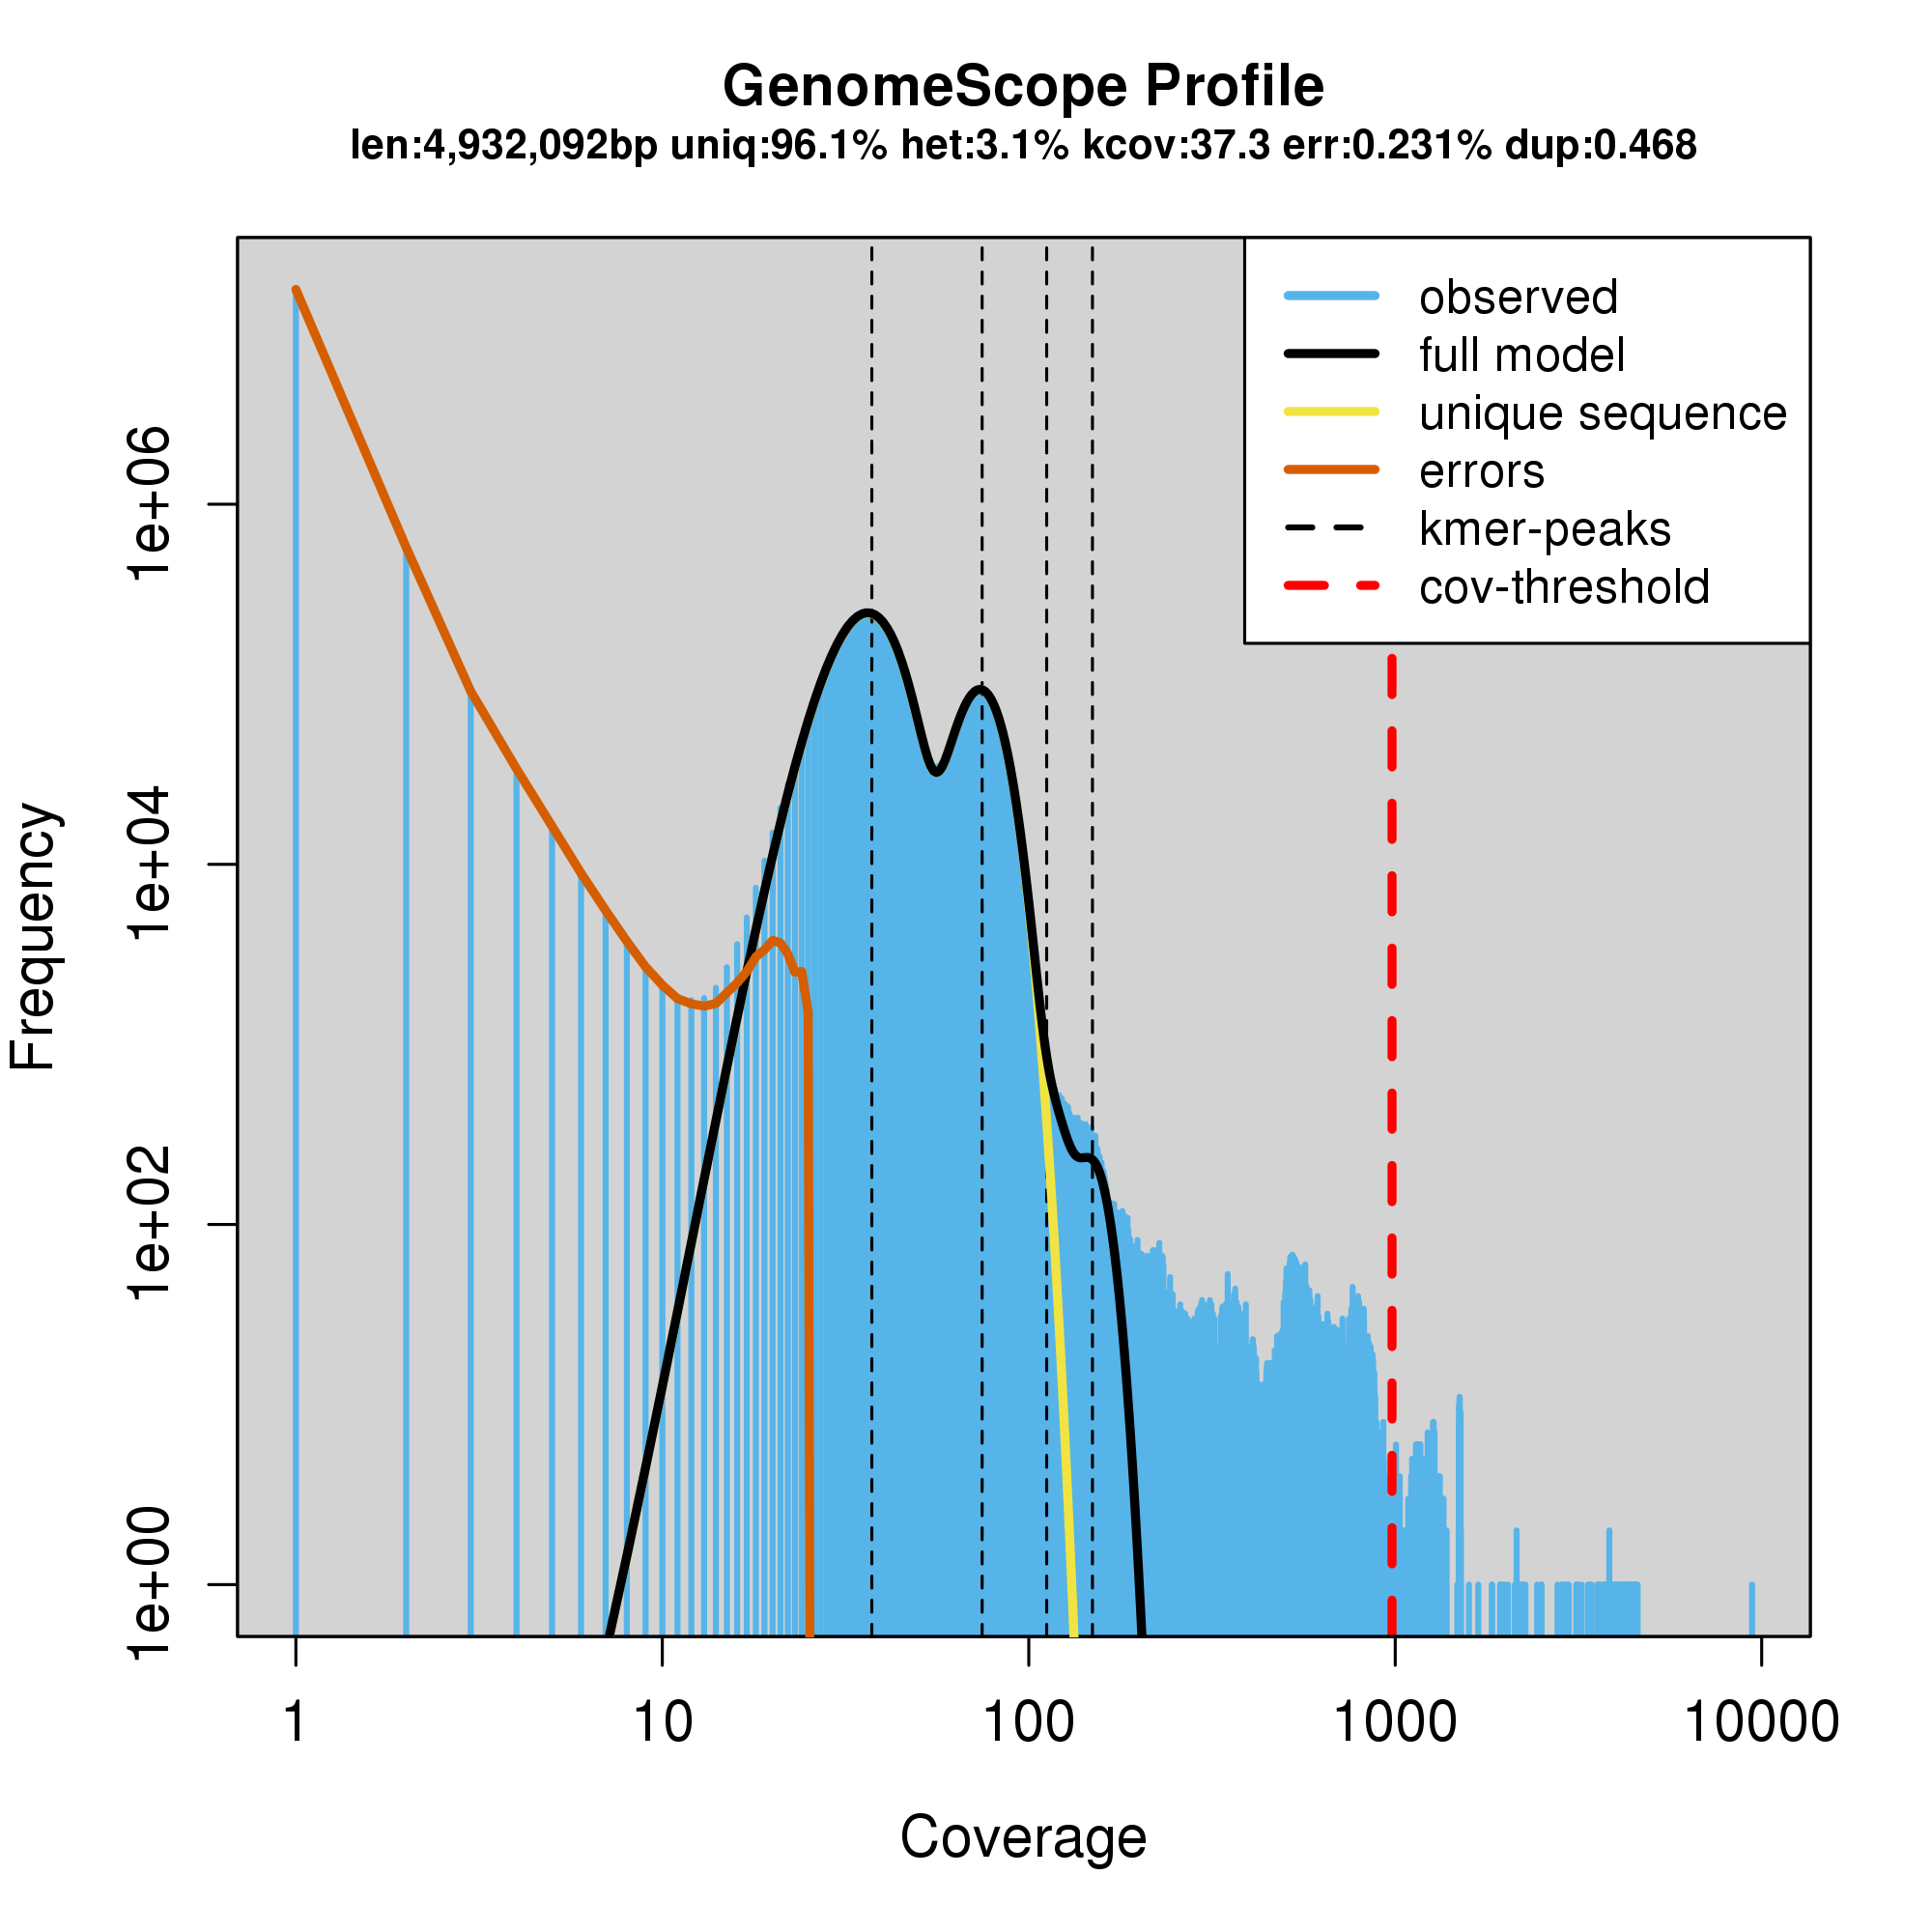 GenomeScope Profile
len:4,932,092bp uniq:96.1% het:3.1% kcov:37.3 err:0.231% dup:0.468
observed
full model
unique sequence
errors
kmer-peaks
cov-threshold
Frequency
1e+06
1e+04
1e+02
1e+00
1 10 100 1000 10000
Coverage